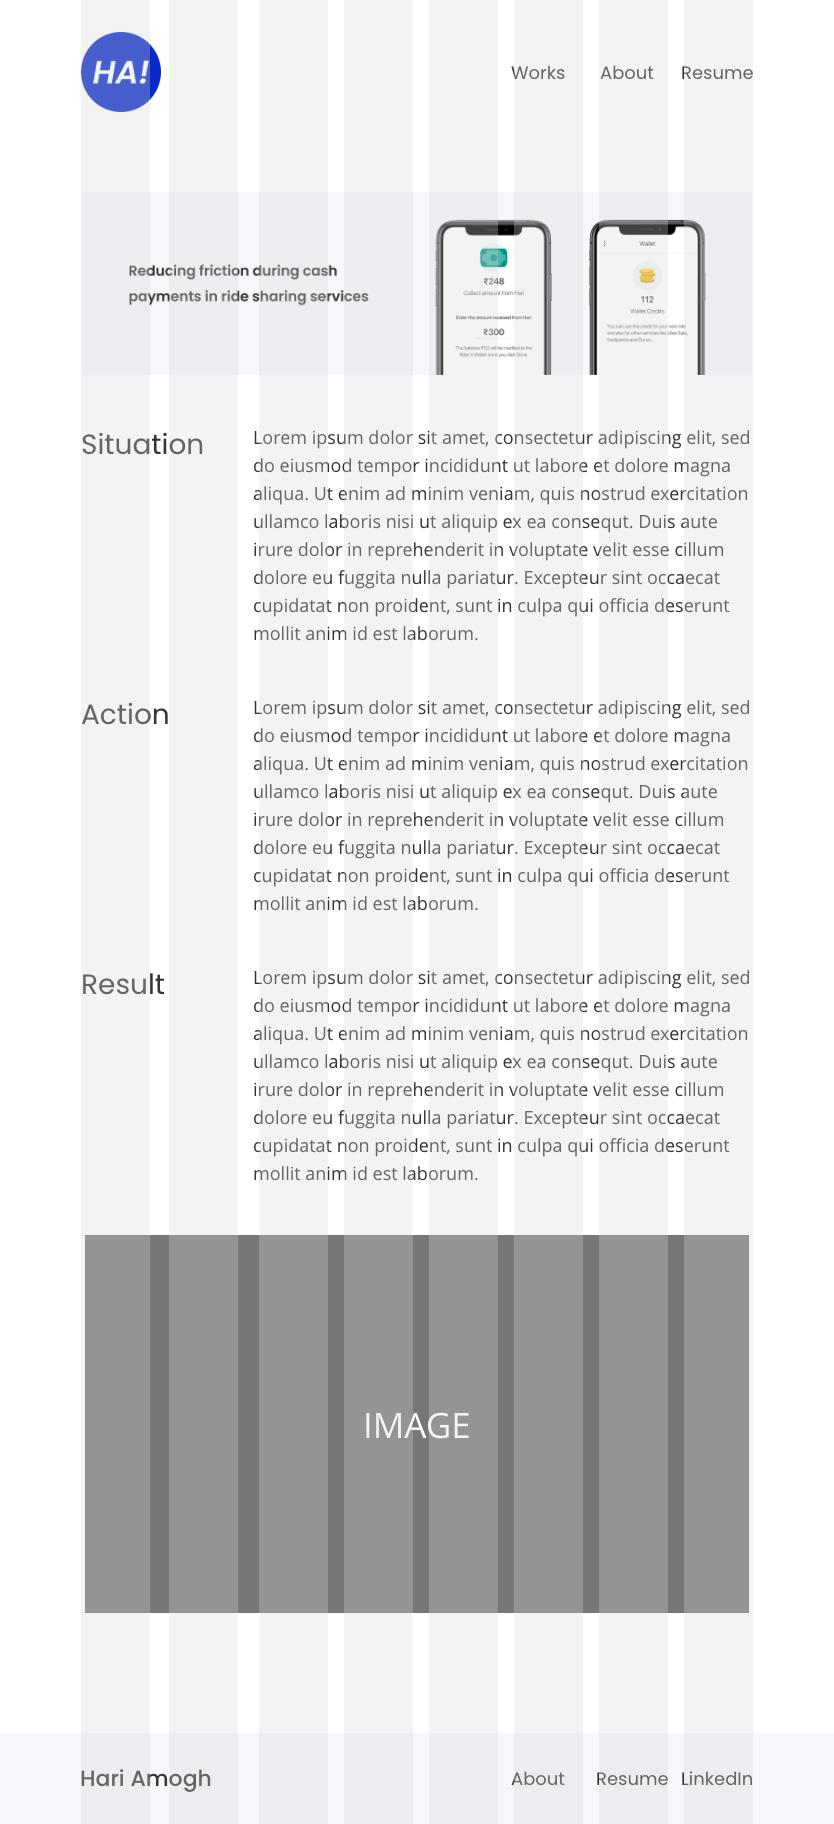 HA!
Works About Resume
Reducing friction during cash
payments in ride sharing services
₹248
Collect amount from Hari
Enter the amount received from Hari
₹300
The balance ₹52 will be credited to the
Rider's Wallet once you click Done
Wallet
112
Wallet Credits
You can use this credit for your next ride
and also for other services like Uber Eats,
foodpanda and Dunzo.
Situation
Lorem ipsum dolor sit amet, consectetur adipiscing elit, sed
do eiusmod tempor incididunt ut labore et dolore magna
aliqua. Ut enim ad minim veniam, quis nostrud exercitation
ullamco laboris nisi ut aliquip ex ea consequt. Duis aute
irure dolor in reprehenderit in voluptate velit esse cillum
dolore eu fuggita nulla pariatur. Excepteur sint occaecat
cupidatat non proident, sunt in culpa qui officia deserunt
mollit anim id est laborum.
Action
Lorem ipsum dolor sit amet, consectetur adipiscing elit, sed
do eiusmod tempor incididunt ut labore et dolore magna
aliqua. Ut enim ad minim veniam, quis nostrud exercitation
ullamco laboris nisi ut aliquip ex ea consequt. Duis aute
irure dolor in reprehenderit in voluptate velit esse cillum
dolore eu fuggita nulla pariatur. Excepteur sint occaecat
cupidatat non proident, sunt in culpa qui officia deserunt
mollit anim id est laborum.
Result
Lorem ipsum dolor sit amet, consectetur adipiscing elit, sed
do eiusmod tempor incididunt ut labore et dolore magna
aliqua. Ut enim ad minim veniam, quis nostrud exercitation
ullamco laboris nisi ut aliquip ex ea consequt. Duis aute
irure dolor in reprehenderit in voluptate velit esse cillum
dolore eu fuggita nulla pariatur. Excepteur sint occaecat
cupidatat non proident, sunt in culpa qui officia deserunt
mollit anim id est laborum.
IMAGE
Hari Amogh About Resume LinkedIn